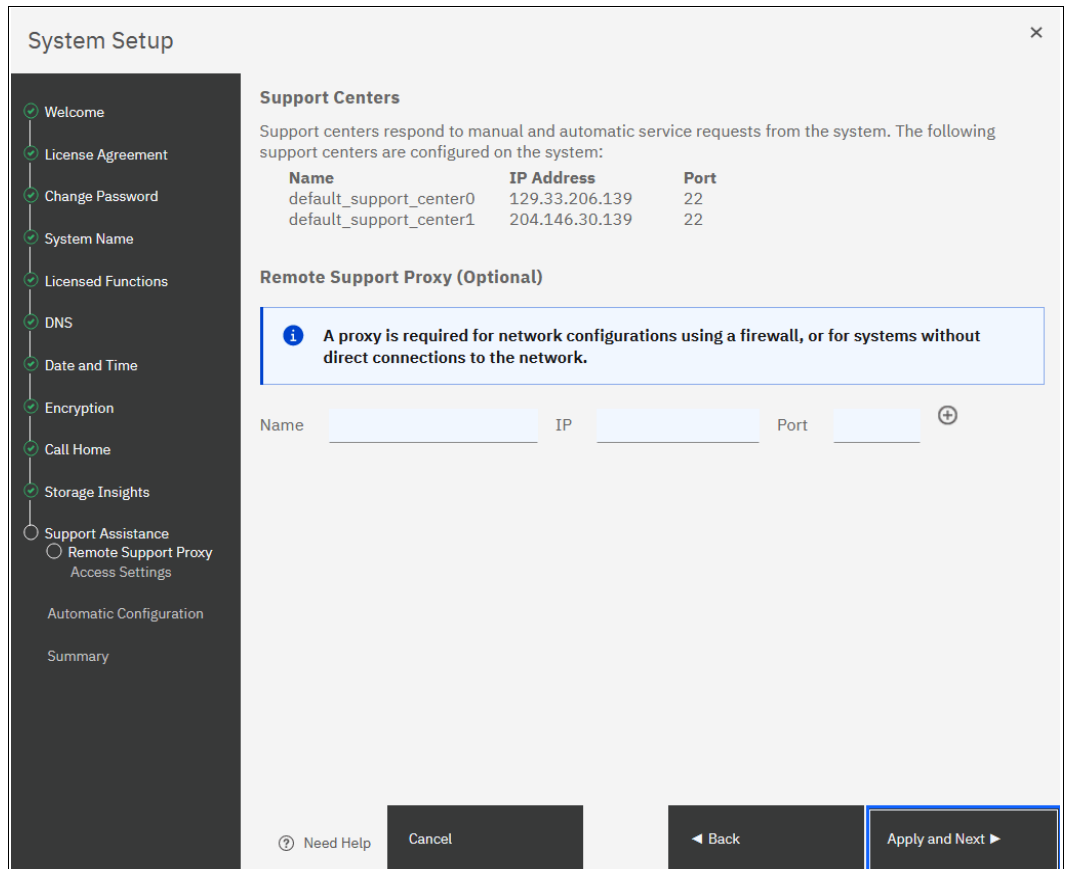 System Setup
Welcome
License Agreement
Change Password
System Name
Licensed Functions
DNS
Date and Time
Encryption
Call Home
Storage Insights
Support Assistance
Remote Support Proxy
Access Settings
Automatic Configuration
Summary
Support Centers
Support centers respond to manual and automatic service requests from the system. The following
support centers are configured on the system:
Name IP Address Port
default_support_center0 129.33.206.139 22
default_support_center1 204.146.30.139 22
Remote Support Proxy (Optional)
A proxy is required for network configurations using a firewall, or for systems without
direct connections to the network.
Name IP Port
Need Help Cancel ◀ Back Apply and Next ▶